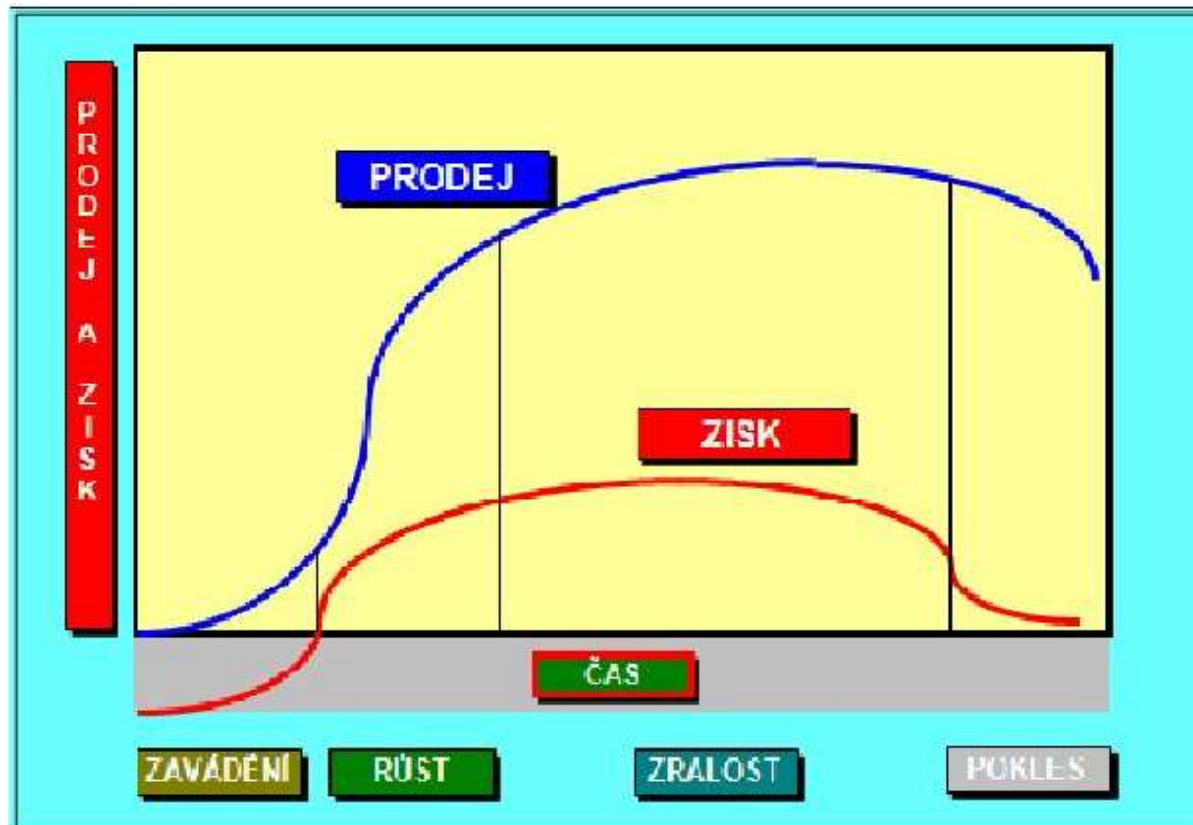 PRODEJ A ZISK
PRODEJ
ZISK
ČAS
ZAVÁDĚNÍ
RŮST
ZRALOST
POKLES